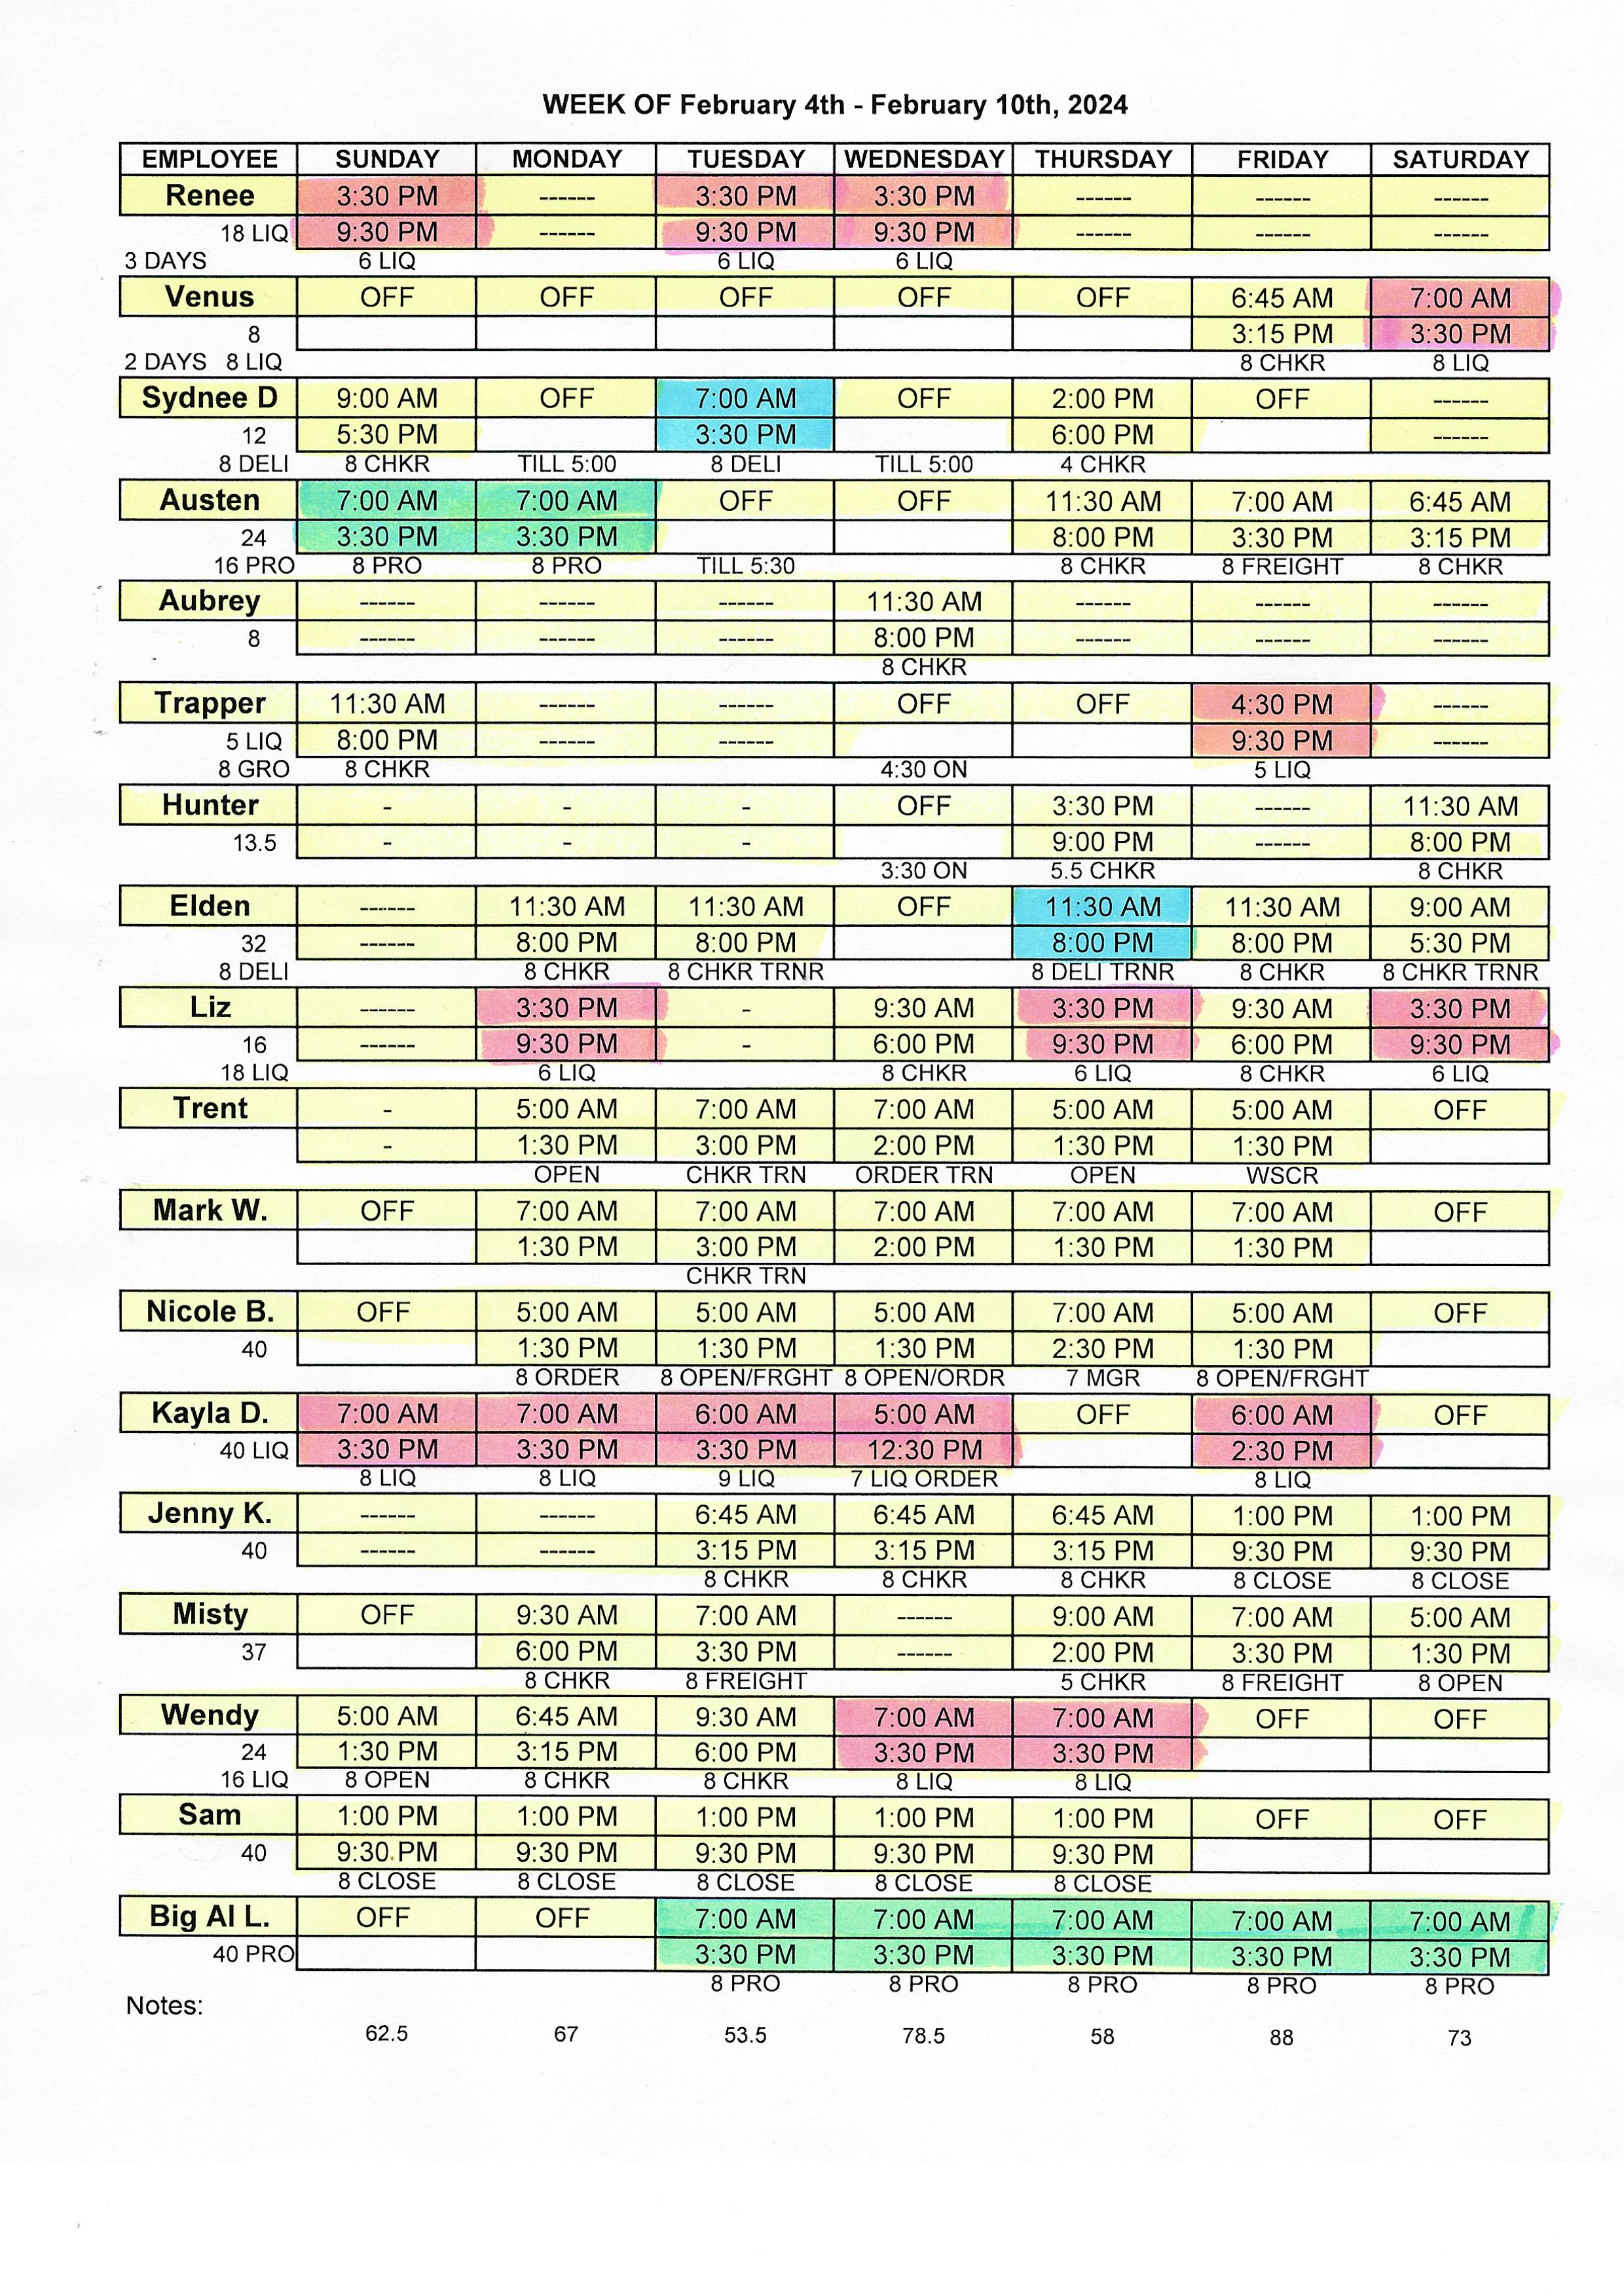 WEEK OF February 4th - February 10th, 2024
EMPLOYEE SUNDAY MONDAY TUESDAY WEDNESDAY THURSDAY FRIDAY SATURDAY
Renee 3:30 PM ------ 3:30 PM 3:30 PM ------ ------ ------
18 LIQ 9:30 PM ------ 9:30 PM 9:30 PM ------ ------ ------
3 DAYS 6 LIQ 6 LIQ 6 LIQ
Venus OFF OFF OFF OFF OFF 6:45 AM 7:00 AM
8 3:15 PM 3:30 PM
2 DAYS 8 LIQ 8 CHKR 8 LIQ
Sydnee D 9:00 AM OFF 7:00 AM OFF 2:00 PM OFF ------
12 5:30 PM 3:30 PM 6:00 PM ------
8 DELI 8 CHKR TILL 5:00 8 DELI TILL 5:00 4 CHKR
Austen 7:00 AM 7:00 AM OFF OFF 11:30 AM 7:00 AM 6:45 AM
24 3:30 PM 3:30 PM 8:00 PM 3:30 PM 3:15 PM
16 PRO 8 PRO 8 PRO TILL 5:30 8 CHKR 8 FREIGHT 8 CHKR
Aubrey ------ ------ ------ 11:30 AM ------ ------ ------
8 ------ ------ ------ 8:00 PM ------ ------ ------
8 CHKR
Trapper 11:30 AM ------ ------ OFF OFF 4:30 PM ------
5 LIQ 8:00 PM ------ ------ 9:30 PM ------
8 GRO 8 CHKR 4:30 ON 5 LIQ
Hunter - - - OFF 3:30 PM ------ 11:30 AM
13.5 - - - 9:00 PM ------ 8:00 PM
3:30 ON 5.5 CHKR 8 CHKR
Elden ------ 11:30 AM 11:30 AM OFF 11:30 AM 11:30 AM 9:00 AM
32 ------ 8:00 PM 8:00 PM 8:00 PM 8:00 PM 5:30 PM
8 DELI 8 CHKR 8 CHKR TRNR 8 DELI TRNR 8 CHKR 8 CHKR TRNR
Liz ------ 3:30 PM - 9:30 AM 3:30 PM 9:30 AM 3:30 PM
16 ------ 9:30 PM - 6:00 PM 9:30 PM 6:00 PM 9:30 PM
18 LIQ 6 LIQ 8 CHKR 6 LIQ 8 CHKR 6 LIQ
Trent - 5:00 AM 7:00 AM 7:00 AM 5:00 AM 5:00 AM OFF
- 1:30 PM 3:00 PM 2:00 PM 1:30 PM 1:30 PM
OPEN CHKR TRN ORDER TRN OPEN WSCR
Mark W. OFF 7:00 AM 7:00 AM 7:00 AM 7:00 AM 7:00 AM OFF
1:30 PM 3:00 PM 2:00 PM 1:30 PM 1:30 PM
CHKR TRN
Nicole B. OFF 5:00 AM 5:00 AM 5:00 AM 7:00 AM 5:00 AM OFF
40 1:30 PM 1:30 PM 1:30 PM 2:30 PM 1:30 PM
8 ORDER 8 OPEN/FRGHT 8 OPEN/ORDR 7 MGR 8 OPEN/FRGHT
Kayla D. 7:00 AM 7:00 AM 6:00 AM 5:00 AM OFF 6:00 AM OFF
40 LIQ 3:30 PM 3:30 PM 3:30 PM 12:30 PM 2:30 PM
8 LIQ 8 LIQ 9 LIQ 7 LIQ ORDER 8 LIQ
Jenny K. ------ ------ 6:45 AM 6:45 AM 6:45 AM 1:00 PM 1:00 PM
40 ------ ------ 3:15 PM 3:15 PM 3:15 PM 9:30 PM 9:30 PM
8 CHKR 8 CHKR 8 CHKR 8 CLOSE 8 CLOSE
Misty OFF 9:30 AM 7:00 AM ------ 9:00 AM 7:00 AM 5:00 AM
37 6:00 PM 3:30 PM ------ 2:00 PM 3:30 PM 1:30 PM
8 CHKR 8 FREIGHT 5 CHKR 8 FREIGHT 8 OPEN
Wendy 5:00 AM 6:45 AM 9:30 AM 7:00 AM 7:00 AM OFF OFF
24 1:30 PM 3:15 PM 6:00 PM 3:30 PM 3:30 PM
16 LIQ 8 OPEN 8 CHKR 8 CHKR 8 LIQ 8 LIQ
Sam 1:00 PM 1:00 PM 1:00 PM 1:00 PM 1:00 PM OFF OFF
40 9:30 PM 9:30 PM 9:30 PM 9:30 PM 9:30 PM
8 CLOSE 8 CLOSE 8 CLOSE 8 CLOSE 8 CLOSE
Big Al L. OFF OFF 7:00 AM 7:00 AM 7:00 AM 7:00 AM 7:00 AM
40 PRO 3:30 PM 3:30 PM 3:30 PM 3:30 PM 3:30 PM
8 PRO 8 PRO 8 PRO 8 PRO 8 PRO
Notes:
62.5 67 53.5 78.5 58 88 73